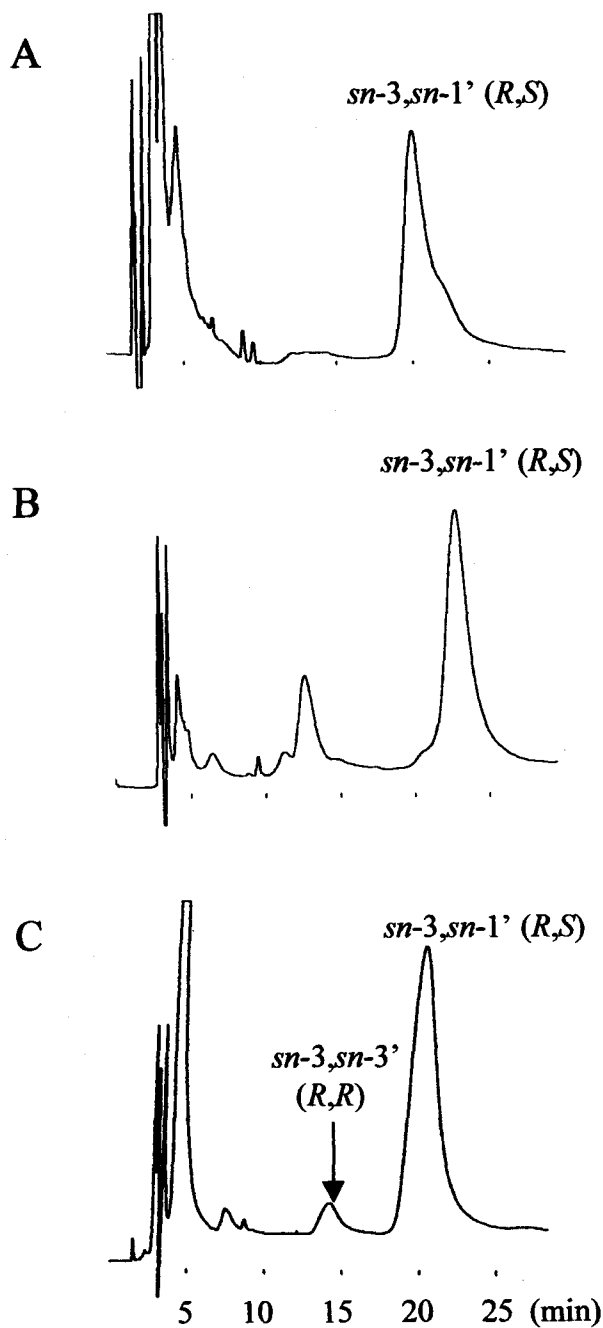 A
sn-3,sn-1’ (R,S)
B
sn-3,sn-1’ (R,S)
C
sn-3,sn-1’ (R,S)
sn-3,sn-3’
(R,R)
5 10 15 20 25 (min)